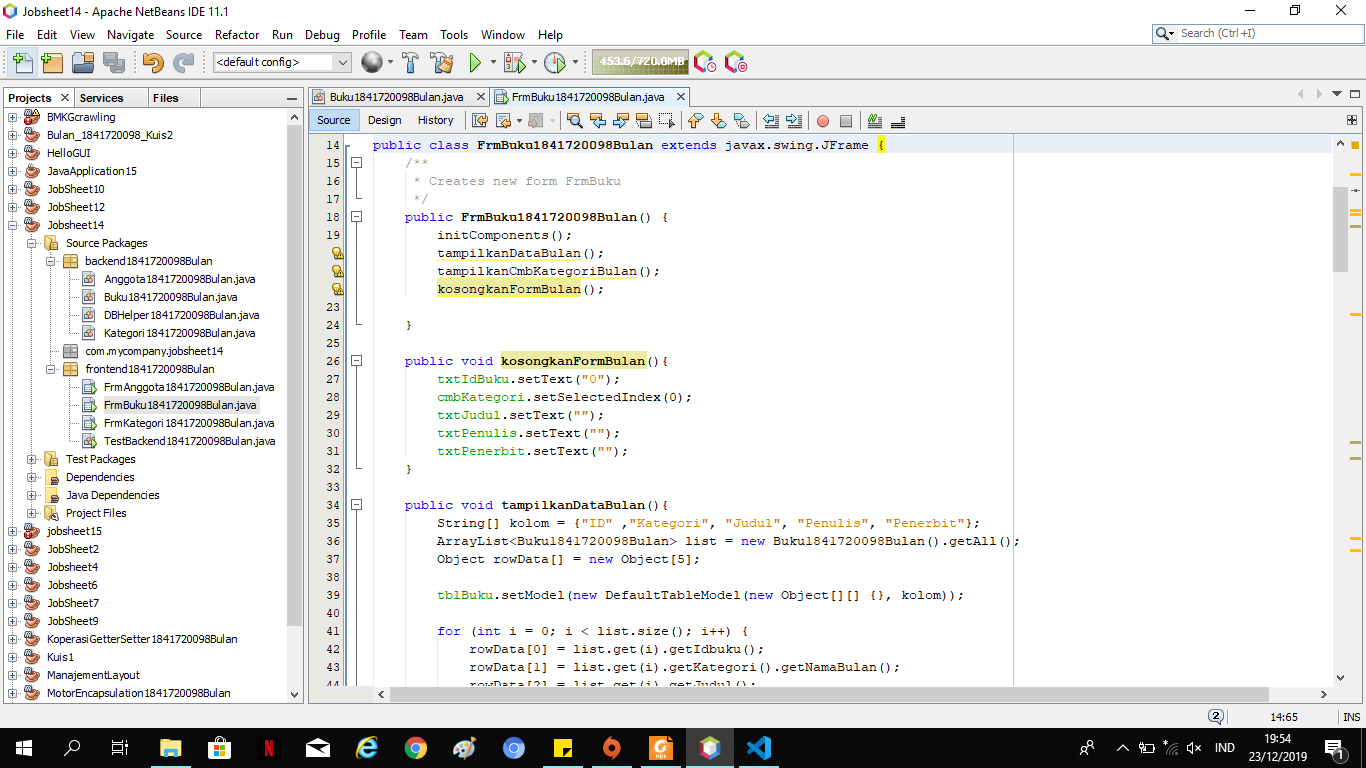 Jobsheet14 - Apache NetBeans IDE 11.1
File Edit View Navigate Source Refactor Run Debug Profile Team Tools Window Help
Search (Ctrl+I)
<default config>
453.6/720.0MB
Projects Services Files
BMKGcrawling
Bulan_1841720098_Kuis2
HelloGUI
JavaApplication15
JobSheet10
JobSheet12
Jobsheet14
Source Packages
backend1841720098Bulan
Anggota1841720098Bulan.java
Buku1841720098Bulan.java
DBHelper1841720098Bulan.java
Kategori1841720098Bulan.java
com.mycompany.jobsheet14
frontend1841720098Bulan
FrmAnggota1841720098Bulan.java
FrmBuku1841720098Bulan.java
FrmKategori1841720098Bulan.java
TestBackend1841720098Bulan.java
Test Packages
Dependencies
Java Dependencies
Project Files
jobsheet15
JobSheet2
Jobsheet4
Jobsheet6
JobSheet7
JobSheet9
KoperasiGetterSetter1841720098Bulan
Kuis1
ManajementLayout
MotorEncapsulation1841720098Bulan
Buku1841720098Bulan.java FrmBuku1841720098Bulan.java
Source Design History
14 public class FrmBuku1841720098Bulan extends javax.swing.JFrame {
15 /**
16 * Creates new form FrmBuku
17 */
18 public FrmBuku1841720098Bulan() {
19 initComponents();
tampilkanDataBulan();
tampilkanCmbKategoriBulan();
kosongkanFormBulan();
23
24 }
25
26 public void kosongkanFormBulan(){
27 txtIdBuku.setText("0");
28 cmbKategori.setSelectedIndex(0);
29 txtJudul.setText("");
30 txtPenulis.setText("");
31 txtPenerbit.setText("");
32 }
33
34 public void tampilkanDataBulan(){
35 String[] kolom = {"ID" ,"Kategori", "Judul", "Penulis", "Penerbit"};
36 ArrayList<Buku1841720098Bulan> list = new Buku1841720098Bulan().getAll();
37 Object rowData[] = new Object[5];
38
39 tblBuku.setModel(new DefaultTableModel(new Object[][] {}, kolom));
40
41 for (int i = 0; i < list.size(); i++) {
42 rowData[0] = list.get(i).getIdbuku();
43 rowData[1] = list.get(i).getKategori().getNamaBulan();
44 rowData[2] = list.get(i).getJudul();
2 14:65 INS
IND
19:54
23/12/2019
1